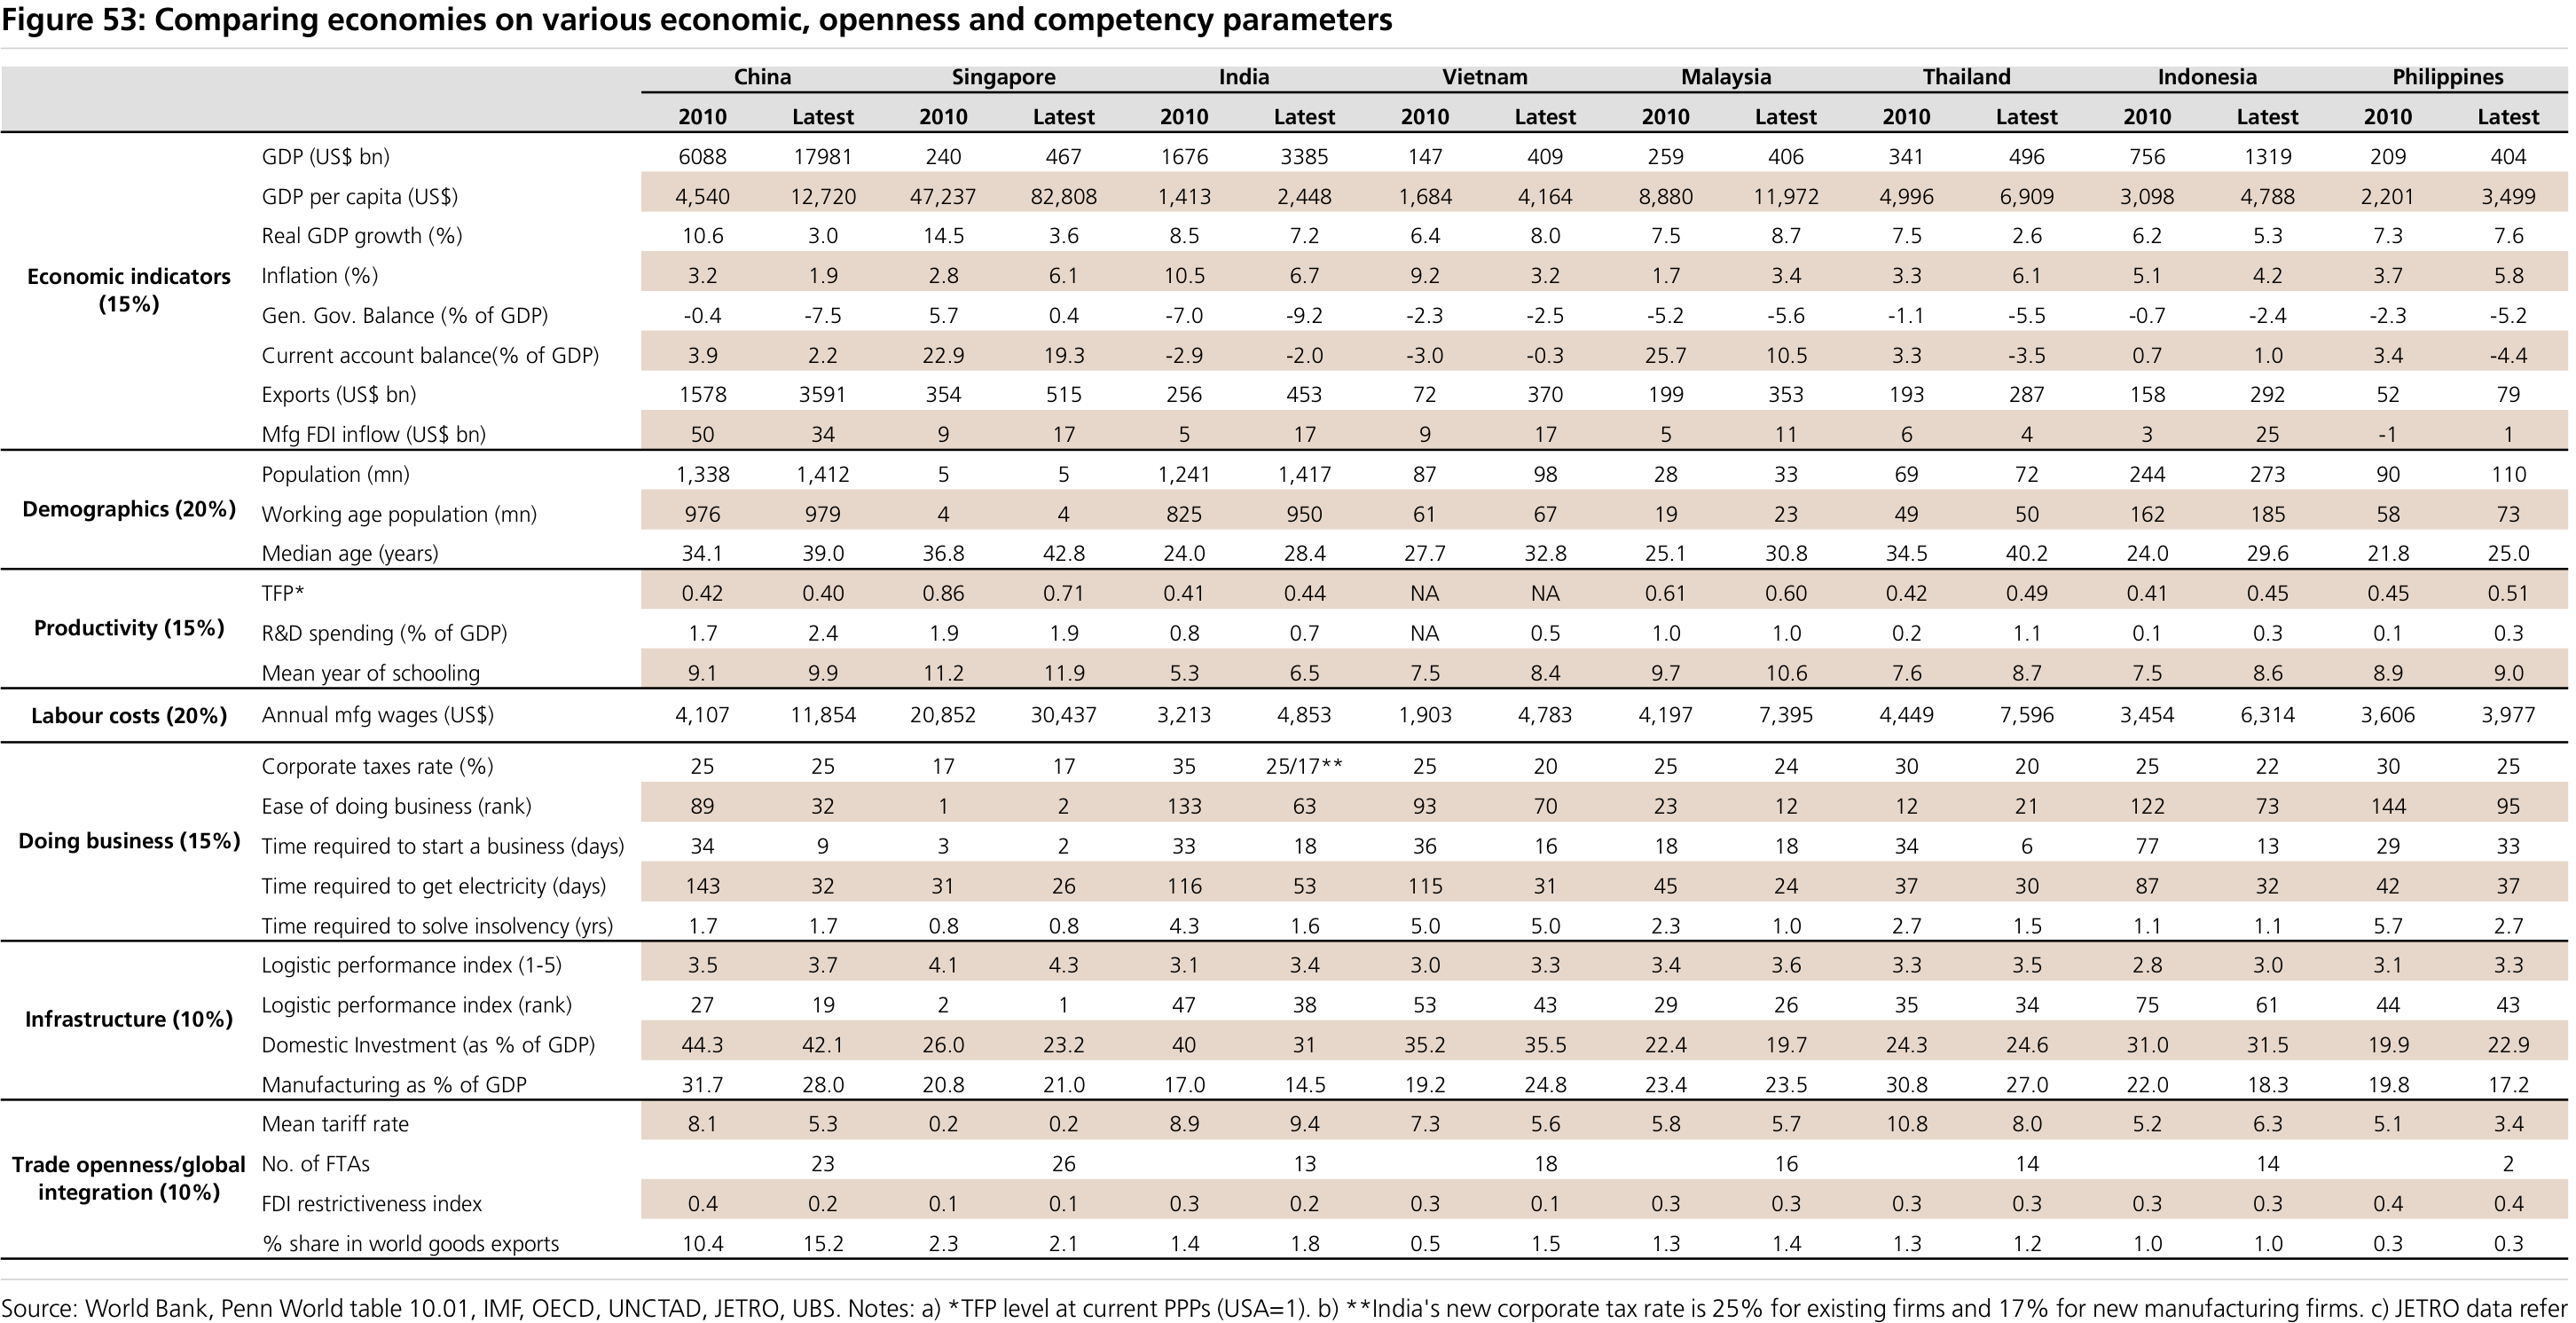 Figure 53: Comparing economies on various economic, openness and competency parameters
China Singapore India Vietnam Malaysia Thailand Indonesia Philippines
2010 Latest 2010 Latest 2010 Latest 2010 Latest 2010 Latest 2010 Latest 2010 Latest 2010 Latest
Economic indicators
(15%)
GDP (US$ bn) 6088 17981 240 467 1676 3385 147 409 259 406 341 496 756 1319 209 404
GDP per capita (US$) 4,540 12,720 47,237 82,808 1,413 2,448 1,684 4,164 8,880 11,972 4,996 6,909 3,098 4,788 2,201 3,499
Real GDP growth (%) 10.6 3.0 14.5 3.6 8.5 7.2 6.4 8.0 7.5 8.7 7.5 2.6 6.2 5.3 7.3 7.6
Inflation (%) 3.2 1.9 2.8 6.1 10.5 6.7 9.2 3.2 1.7 3.4 3.3 6.1 5.1 4.2 3.7 5.8
Gen. Gov. Balance (% of GDP) -0.4 -7.5 5.7 0.4 -7.0 -9.2 -2.3 -2.5 -5.2 -5.6 -1.1 -5.5 -0.7 -2.4 -2.3 -5.2
Current account balance(% of GDP) 3.9 2.2 22.9 19.3 -2.9 -2.0 -3.0 -0.3 25.7 10.5 3.3 -3.5 0.7 1.0 3.4 -4.4
Exports (US$ bn) 1578 3591 354 515 256 453 72 370 199 353 193 287 158 292 52 79
Mfg FDI inflow (US$ bn) 50 34 9 17 5 17 9 17 5 11 6 4 3 25 -1 1
Demographics (20%)
Population (mn) 1,338 1,412 5 5 1,241 1,417 87 98 28 33 69 72 244 273 90 110
Working age population (mn) 976 979 4 4 825 950 61 67 19 23 49 50 162 185 58 73
Median age (years) 34.1 39.0 36.8 42.8 24.0 28.4 27.7 32.8 25.1 30.8 34.5 40.2 24.0 29.6 21.8 25.0
Productivity (15%)
TFP* 0.42 0.40 0.86 0.71 0.41 0.44 NA NA 0.61 0.60 0.42 0.49 0.41 0.45 0.45 0.51
R&D spending (% of GDP) 1.7 2.4 1.9 1.9 0.8 0.7 NA 0.5 1.0 1.0 0.2 1.1 0.1 0.3 0.1 0.3
Mean year of schooling 9.1 9.9 11.2 11.9 5.3 6.5 7.5 8.4 9.7 10.6 7.6 8.7 7.5 8.6 8.9 9.0
Labour costs (20%) Annual mfg wages (US$) 4,107 11,854 20,852 30,437 3,213 4,853 1,903 4,783 4,197 7,395 4,449 7,596 3,454 6,314 3,606 3,977
Doing business (15%)
Corporate taxes rate (%) 25 25 17 17 35 25/17** 25 20 25 24 30 20 25 22 30 25
Ease of doing business (rank) 89 32 1 2 133 63 93 70 23 12 12 21 122 73 144 95
Time required to start a business (days) 34 9 3 2 33 18 36 16 18 18 34 6 77 13 29 33
Time required to get electricity (days) 143 32 31 26 116 53 115 31 45 24 37 30 87 32 42 37
Time required to solve insolvency (yrs) 1.7 1.7 0.8 0.8 4.3 1.6 5.0 5.0 2.3 1.0 2.7 1.5 1.1 1.1 5.7 2.7
Infrastructure (10%)
Logistic performance index (1-5) 3.5 3.7 4.1 4.3 3.1 3.4 3.0 3.3 3.4 3.6 3.3 3.5 2.8 3.0 3.1 3.3
Logistic performance index (rank) 27 19 2 1 47 38 53 43 29 26 35 34 75 61 44 43
Domestic Investment (as % of GDP) 44.3 42.1 26.0 23.2 40 31 35.2 35.5 22.4 19.7 24.3 24.6 31.0 31.5 19.9 22.9
Manufacturing as % of GDP 31.7 28.0 20.8 21.0 17.0 14.5 19.2 24.8 23.4 23.5 30.8 27.0 22.0 18.3 19.8 17.2
Trade openness/global
integration (10%)
Mean tariff rate 8.1 5.3 0.2 0.2 8.9 9.4 7.3 5.6 5.8 5.7 10.8 8.0 5.2 6.3 5.1 3.4
No. of FTAs 23 26 13 18 16 14 14 2
FDI restrictiveness index 0.4 0.2 0.1 0.1 0.3 0.2 0.3 0.1 0.3 0.3 0.3 0.3 0.3 0.3 0.4 0.4
% share in world goods exports 10.4 15.2 2.3 2.1 1.4 1.8 0.5 1.5 1.3 1.4 1.3 1.2 1.0 1.0 0.3 0.3
Source: World Bank, Penn World table 10.01, IMF, OECD, UNCTAD, JETRO, UBS. Notes: a) *TFP level at current PPPs (USA=1). b) **India's new corporate tax rate is 25% for existing firms and 17% for new manufacturing firms. c) JETRO data refer